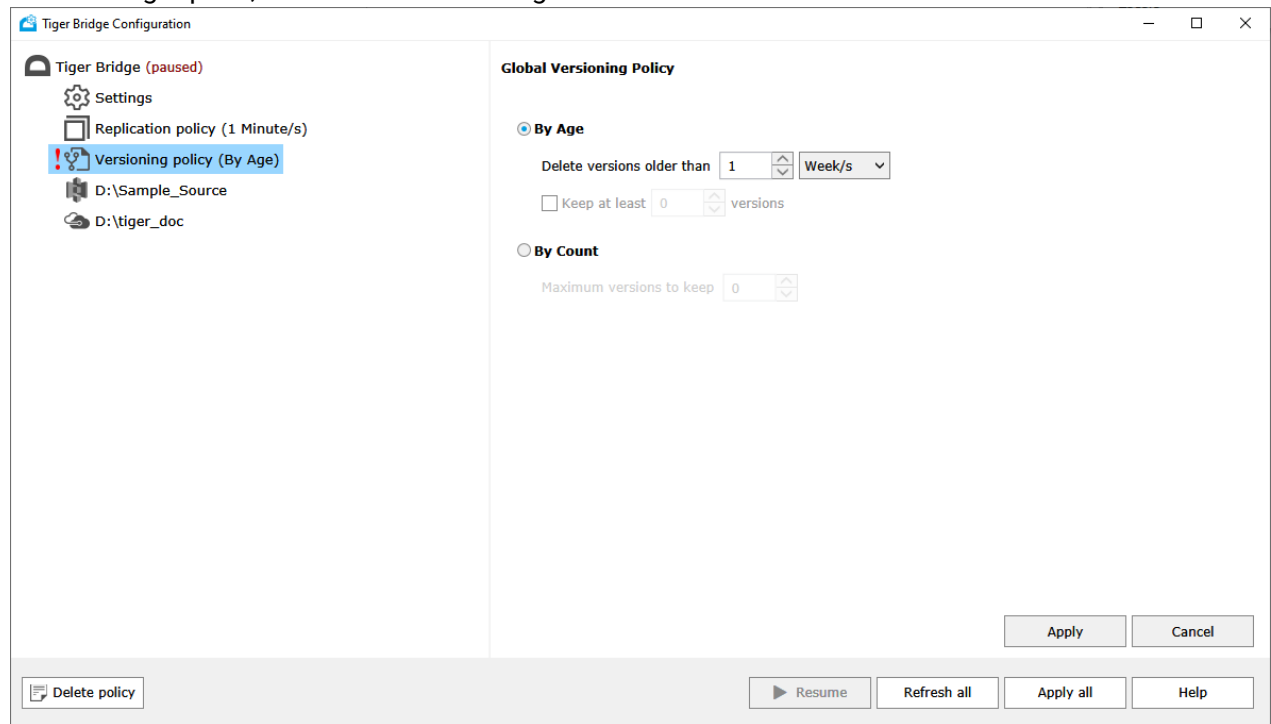 Tiger Bridge Configuration
Tiger Bridge (paused)
Settings
Replication policy (1 Minute/s)
! Versioning policy (By Age)
D:\Sample_Source
D:\tiger_doc
Global Versioning Policy
By Age
Delete versions older than 1 Week/s
Keep at least 0 versions
By Count
Maximum versions to keep 0
Apply Cancel
Delete policy Resume Refresh all Apply all Help